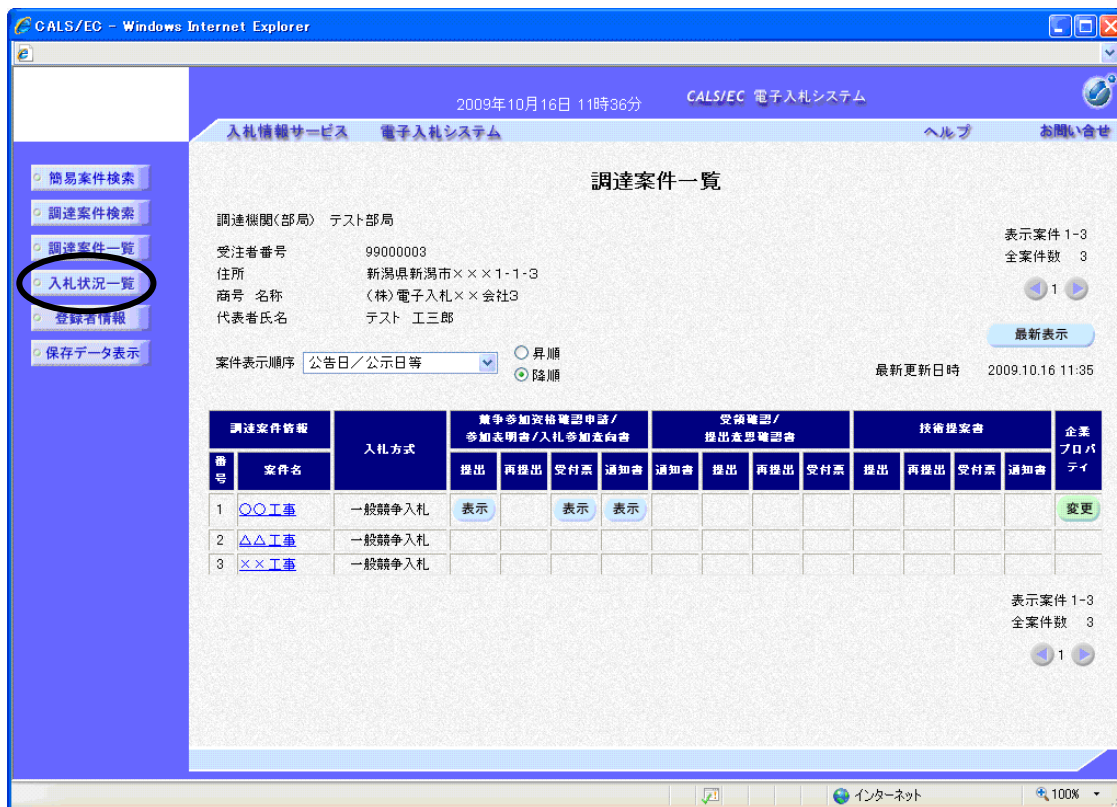 CALS/EC - Windows Internet Explorer
2009年10月16日 11時36分
CALS/EC 電子入札システム
入札情報サービス 電子入札システム ヘルプ お問い合せ
簡易案件検索
調達案件検索
調達案件一覧
入札状況一覧
登録者情報
保存データ表示
調達案件一覧
調達機関(部局) テスト部局
受注者番号 99000003
住所 新潟県新潟市×××1-1-3
商号 名称 (株)電子入札××会社3
代表者氏名 テスト 工三郎
表示案件 1-3
全案件数 3
1
最新表示
案件表示順序 公告日/公示日等
昇順
降順
最新更新日時 2009.10.16 11:35
調達案件情報 入札方式 競争参加資格確認申請/参加表明書/入札参加意向書 受領確認/提出意思確認書 技術提案書 企業プロパティ
番号 案件名 提出 再提出 受付票 通知書 通知書 提出 再提出 受付票 提出 再提出 受付票 通知書
1 〇〇工事 一般競争入札 表示 表示 表示 変更
2 △△工事 一般競争入札
3 ××工事 一般競争入札
表示案件 1-3
全案件数 3
1
インターネット 100%